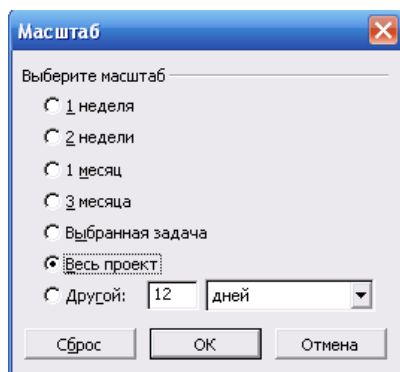 Масштаб
Выберите масштаб
1 неделя
2 недели
1 месяц
3 месяца
Выбранная задача
Весь проект
Другой: 12 дней
Сброс ОК Отмена